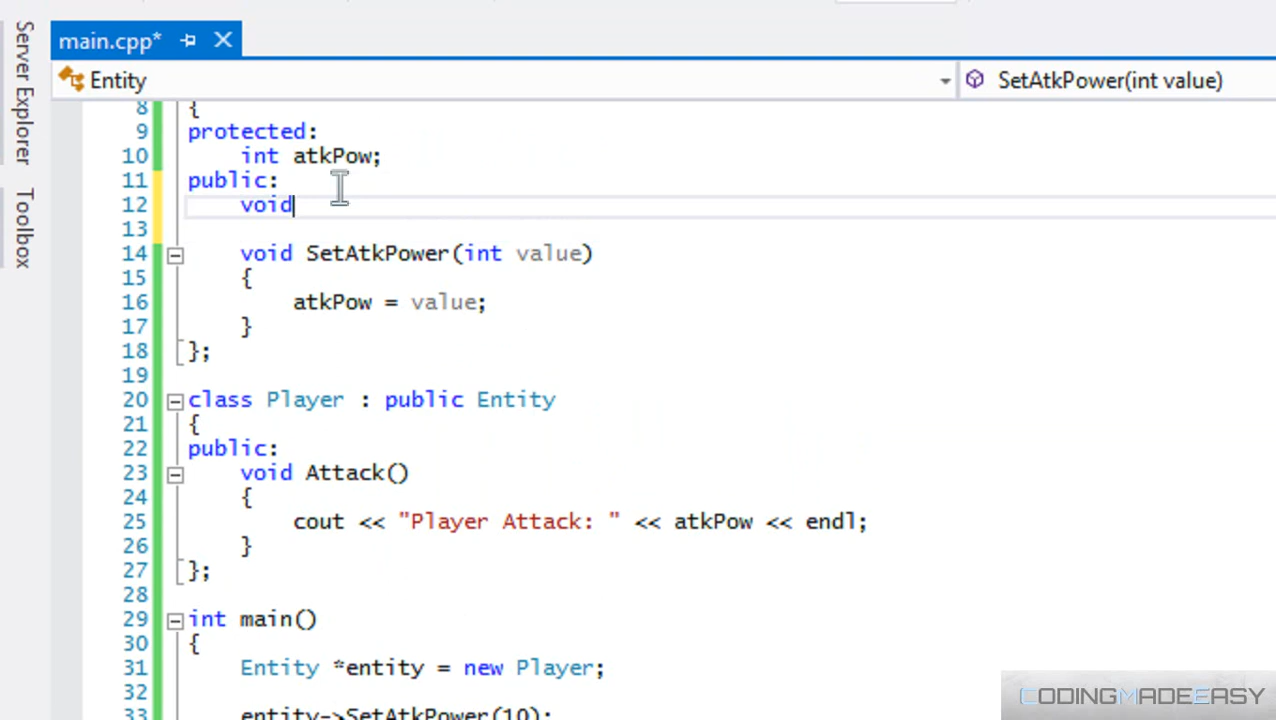 Server Explorer
Toolbox
main.cpp*
Entity
SetAtkPower(int value)
8 {
9 protected:
10 int atkPow;
11 public:
12 void
13
14 void SetAtkPower(int value)
15 {
16 atkPow = value;
17 }
18 };
19
20 class Player : public Entity
21 {
22 public:
23 void Attack()
24 {
25 cout << "Player Attack: " << atkPow << endl;
26 }
27 };
28
29 int main()
30 {
31 Entity *entity = new Player;
32
33 entity->SetAtkPower(10);
CODINGMADEEASY